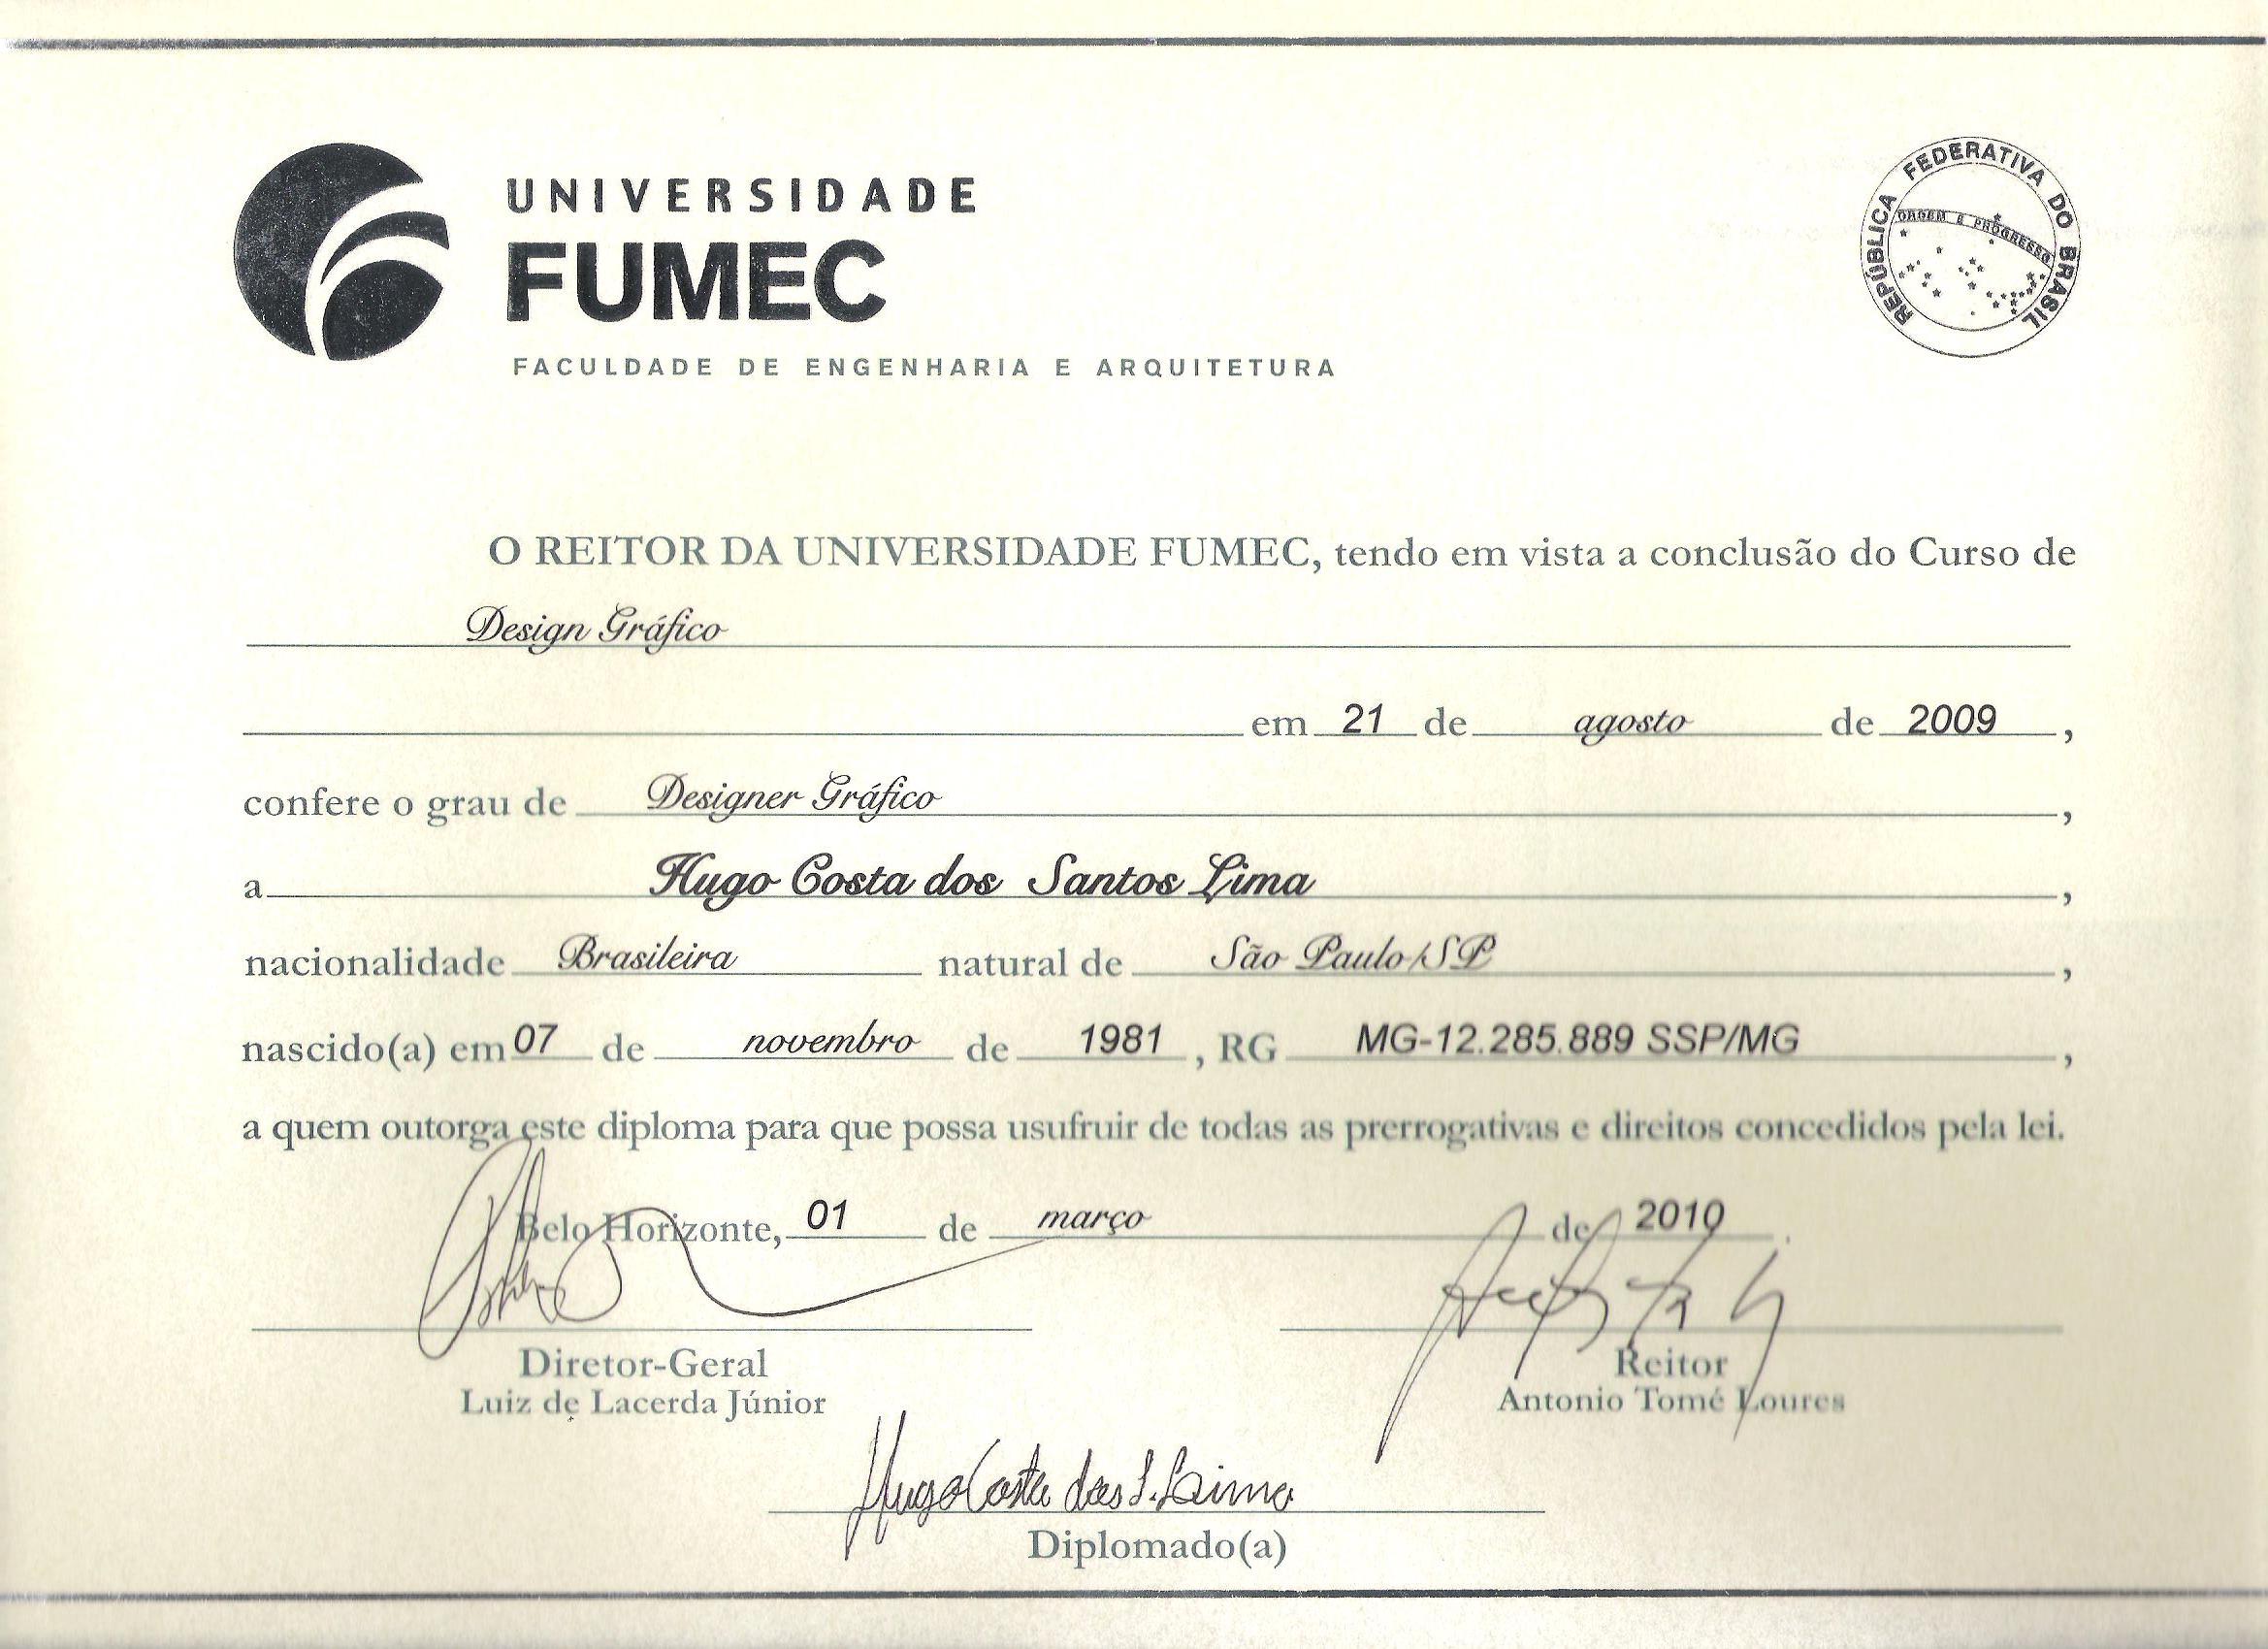 UNIVERSIDADE
FUMEC
FACULDADE DE ENGENHARIA E ARQUITETURA
REPÚBLICA FEDERATIVA DO BRASIL
ORDEM E PROGRESSO
O REITOR DA UNIVERSIDADE FUMEC, tendo em vista a conclusão do Curso de
Design Gráfico
em 21 de agosto de 2009,
confere o grau de Designer Gráfico,
a Hugo Costa dos Santos Lima,
nacionalidade Brasileira natural de São Paulo/SP,
nascido(a) em 07 de novembro de 1981, RG MG-12.285.889 SSP/MG,
a quem outorga este diploma para que possa usufruir de todas as prerrogativas e direitos concedidos pela lei.
Belo Horizonte, 01 de março de 2010.
Diretor-Geral
Luiz de Lacerda Júnior
Reitor
Antonio Tomé Loures
Hugo Costa dos S. Lima
Diplomado(a)